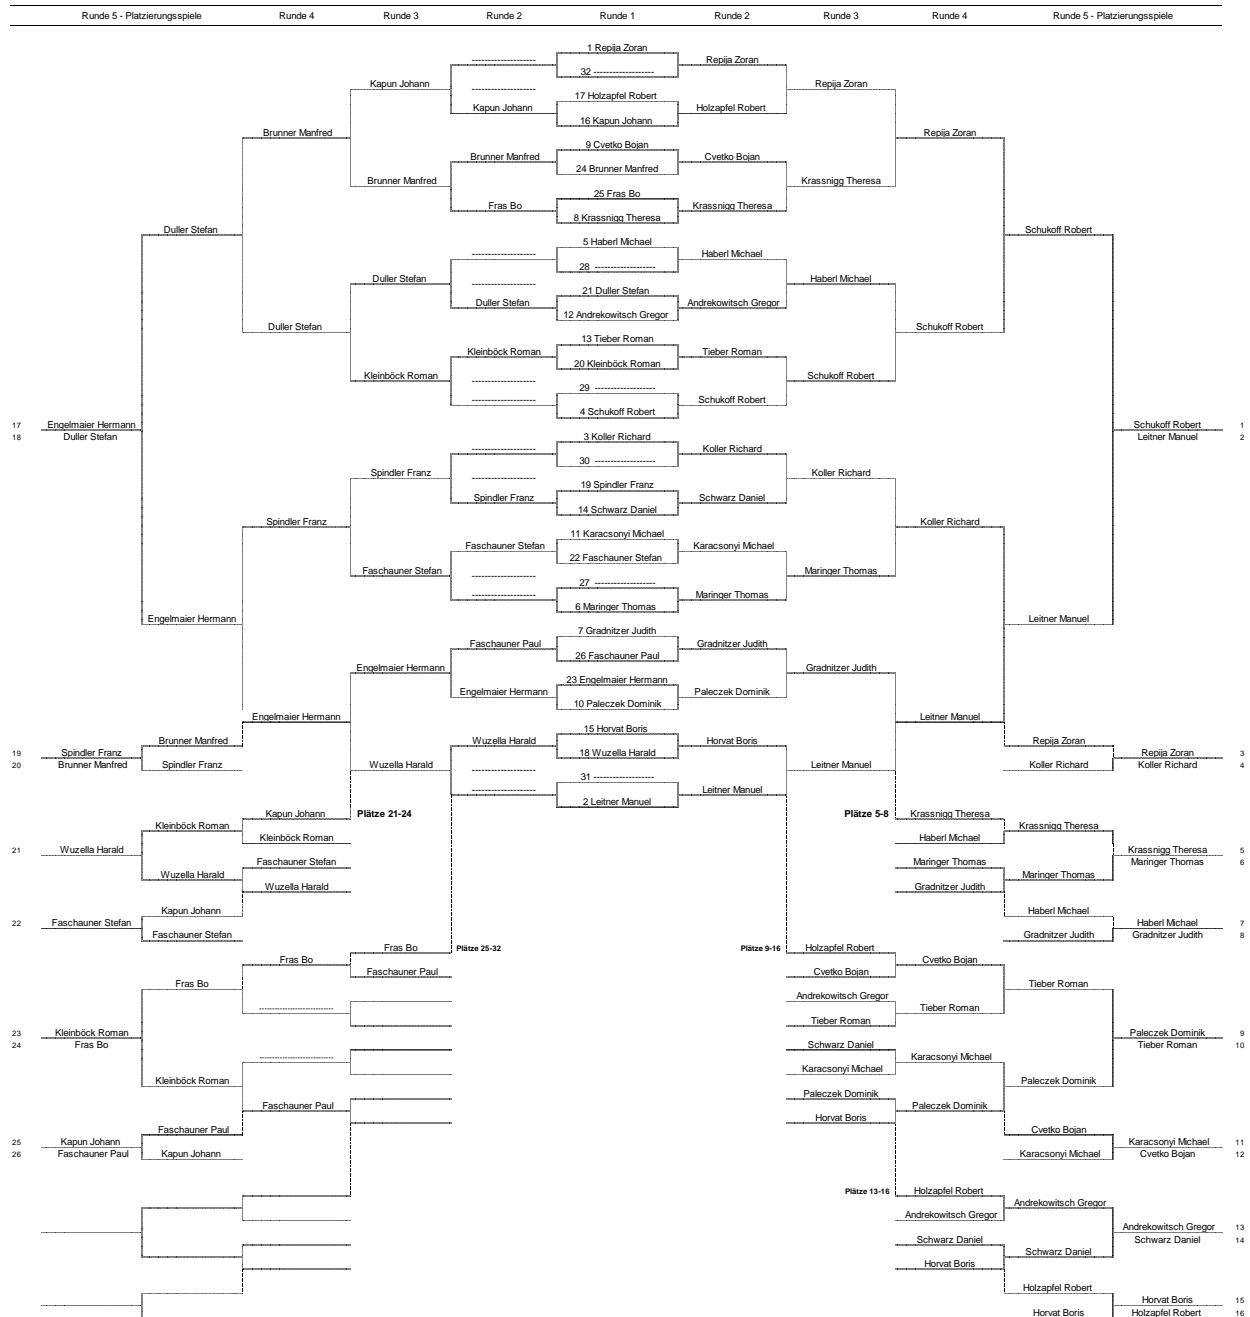 Runde 5 - Platzierungsspiele Runde 4 Runde 3 Runde 2 Runde 1 Runde 2 Runde 3 Runde 4 Runde 5 - Platzierungsspiele
1 Repija Zoran
-------------------- Repija Zoran
32 -------------------
Kapun Johann Repija Zoran
--------------------
17 Holzapfel Robert
Kapun Johann Holzapfel Robert
16 Kapun Johann
Brunner Manfred Repija Zoran
9 Cvetko Bojan
Brunner Manfred Cvetko Bojan
24 Brunner Manfred
Brunner Manfred Krassnigg Theresa
25 Fras Bo
Fras Bo Krassnigg Theresa
8 Krassnigg Theresa
Duller Stefan Schukoff Robert
5 Haberl Michael
-------------------- Haberl Michael
28 -------------------
Duller Stefan Haberl Michael
--------------------
21 Duller Stefan
Duller Stefan Andrekowitsch Gregor
12 Andrekowitsch Gregor
Duller Stefan Schukoff Robert
13 Tieber Roman
Kleinböck Roman Tieber Roman
20 Kleinböck Roman
Kleinböck Roman -------------------- Schukoff Robert
29 -------------------
-------------------- Schukoff Robert
4 Schukoff Robert
17 Engelmaier Hermann Schukoff Robert 1
18 Duller Stefan Leitner Manuel 2
3 Koller Richard
-------------------- Koller Richard
30 -------------------
Spindler Franz Koller Richard
--------------------
19 Spindler Franz
Spindler Franz Schwarz Daniel
14 Schwarz Daniel
Spindler Franz Koller Richard
11 Karacsonyi Michael
Faschauner Stefan Karacsonyi Michael
22 Faschauner Stefan
Faschauner Stefan -------------------- Maringer Thomas
27 -------------------
-------------------- Maringer Thomas
6 Maringer Thomas
Engelmaier Hermann Leitner Manuel
7 Gradnitzer Judith
Faschauner Paul Gradnitzer Judith
26 Faschauner Paul
Engelmaier Hermann Gradnitzer Judith
23 Engelmaier Hermann
Engelmaier Hermann Paleczek Dominik
10 Paleczek Dominik
Engelmaier Hermann Leitner Manuel
15 Horvat Boris
Brunner Manfred Wuzella Harald Horvat Boris Repija Zoran
18 Wuzella Harald
19 Spindler Franz Repija Zoran 3
20 Brunner Manfred Spindler Franz Wuzella Harald -------------------- Leitner Manuel Koller Richard Koller Richard 4
31 -------------------
-------------------- Leitner Manuel
2 Leitner Manuel
Kapun Johann Plätze 21-24 Plätze 5-8 Krassnigg Theresa
Kleinböck Roman Krassnigg Theresa
Kleinböck Roman Haberl Michael
21 Wuzella Harald Krassnigg Theresa 5
Faschauner Stefan Maringer Thomas Maringer Thomas 6
Wuzella Harald Maringer Thomas
Wuzella Harald Gradnitzer Judith
Kapun Johann Haberl Michael
22 Faschauner Stefan Haberl Michael 7
Faschauner Stefan Gradnitzer Judith Gradnitzer Judith 8
Fras Bo Plätze 25-32 Plätze 9-16 Holzapfel Robert
Fras Bo Cvetko Bojan
Faschauner Paul Cvetko Bojan
Fras Bo Tieber Roman
Andrekowitsch Gregor
---------------------------- Tieber Roman
Tieber Roman
23 Kleinböck Roman Paleczek Dominik 9
24 Fras Bo Schwarz Daniel Tieber Roman 10
---------------------------- Karacsonyi Michael
Karacsonyi Michael
Kleinböck Roman Paleczek Dominik
Paleczek Dominik
Faschauner Paul Paleczek Dominik
Horvat Boris
Faschauner Paul Cvetko Bojan
25 Kapun Johann Karacsonyi Michael 11
26 Faschauner Paul Kapun Johann Karacsonyi Michael Cvetko Bojan 12
Plätze 13-16 Holzapfel Robert
Andrekowitsch Gregor
Andrekowitsch Gregor
Andrekowitsch Gregor 13
Schwarz Daniel Schwarz Daniel 14
Schwarz Daniel
Horvat Boris
Holzapfel Robert
Horvat Boris 15
Horvat Boris Holzapfel Robert 16